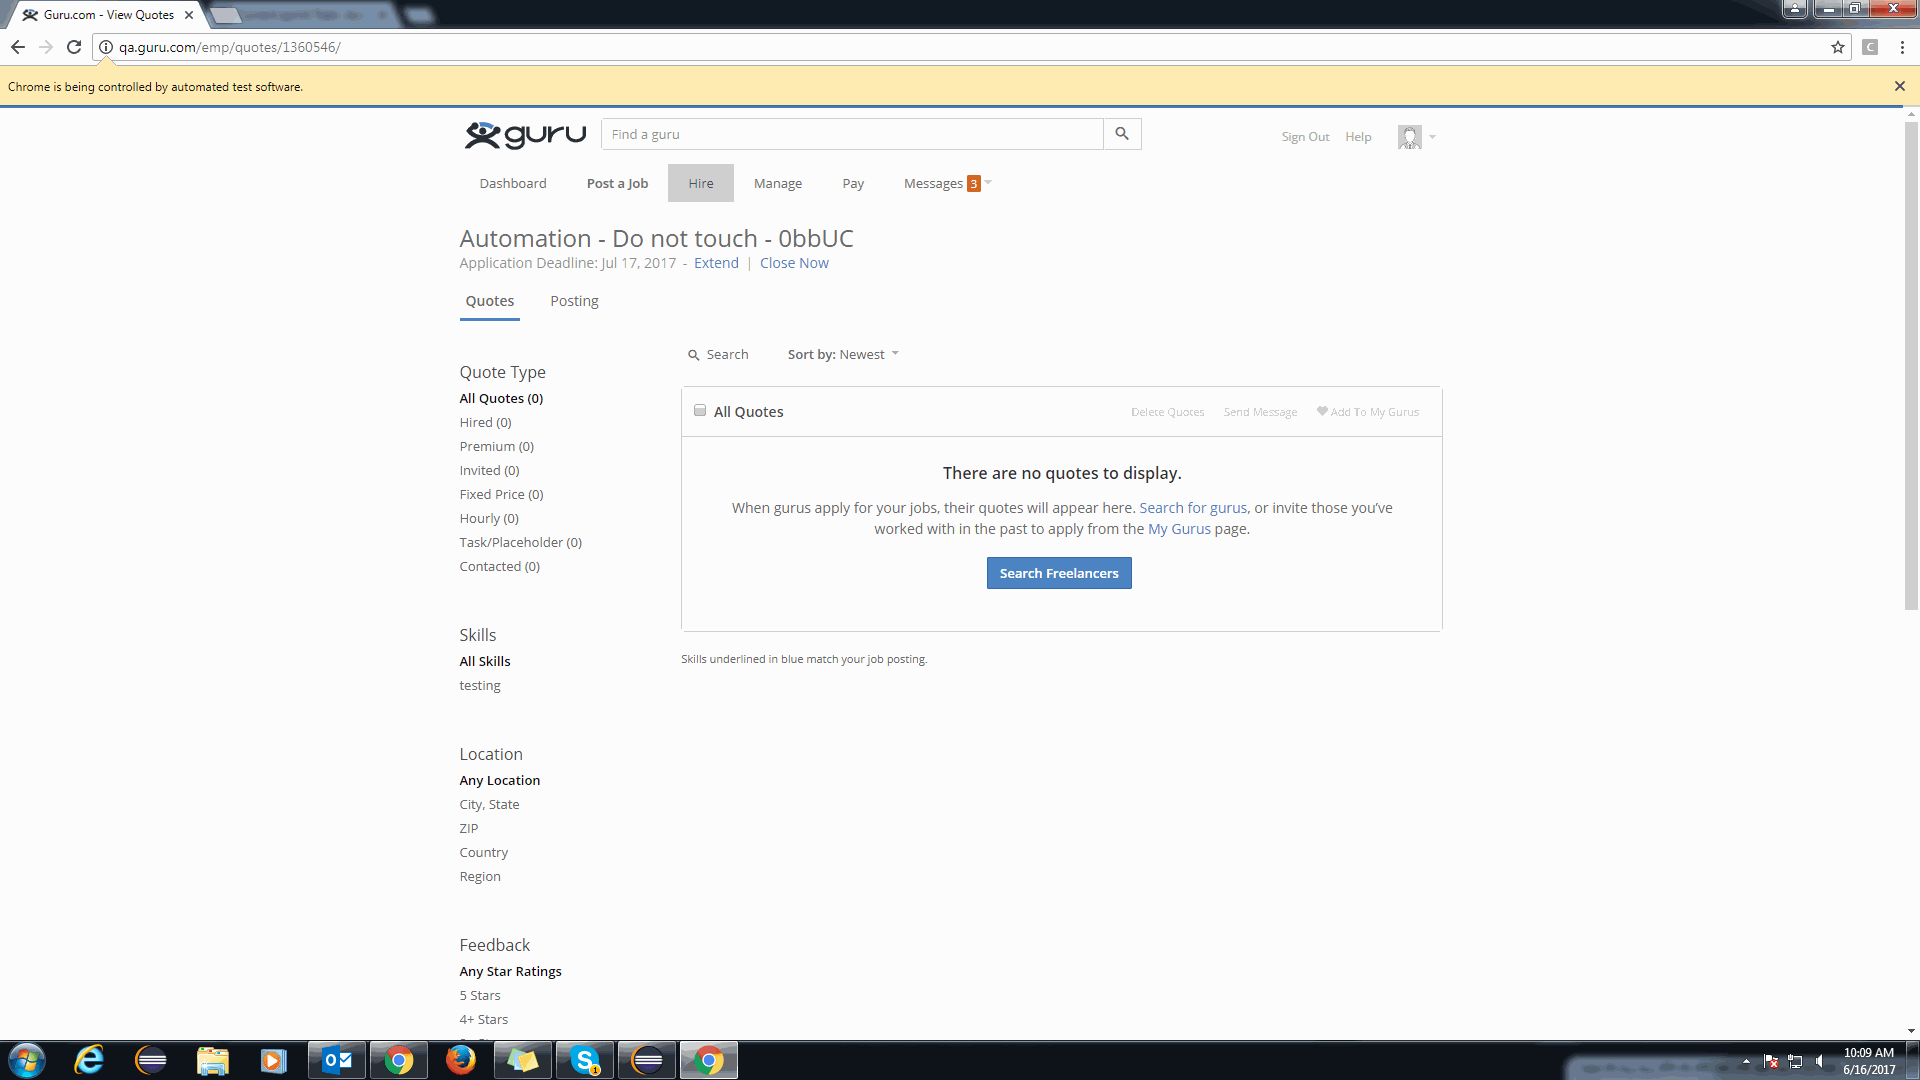 Guru.com - View Quotes
qa.guru.com/emp/quotes/1360546/
C
Chrome is being controlled by automated test software.
guru
Find a guru
Sign Out Help
Dashboard Post a Job Hire Manage Pay Messages 3
Automation - Do not touch - 0bbUC
Application Deadline: Jul 17, 2017 - Extend | Close Now
Quotes Posting
Search Sort by: Newest
Quote Type
All Quotes (0)
Hired (0)
Premium (0)
Invited (0)
Fixed Price (0)
Hourly (0)
Task/Placeholder (0)
Contacted (0)
All Quotes Delete Quotes Send Message Add To My Gurus
There are no quotes to display.
When gurus apply for your jobs, their quotes will appear here. Search for gurus, or invite those you've
worked with in the past to apply from the My Gurus page.
Search Freelancers
Skills underlined in blue match your job posting.
Skills
All Skills
testing
Location
Any Location
City, State
ZIP
Country
Region
Feedback
Any Star Ratings
5 Stars
4+ Stars
10:09 AM
6/16/2017